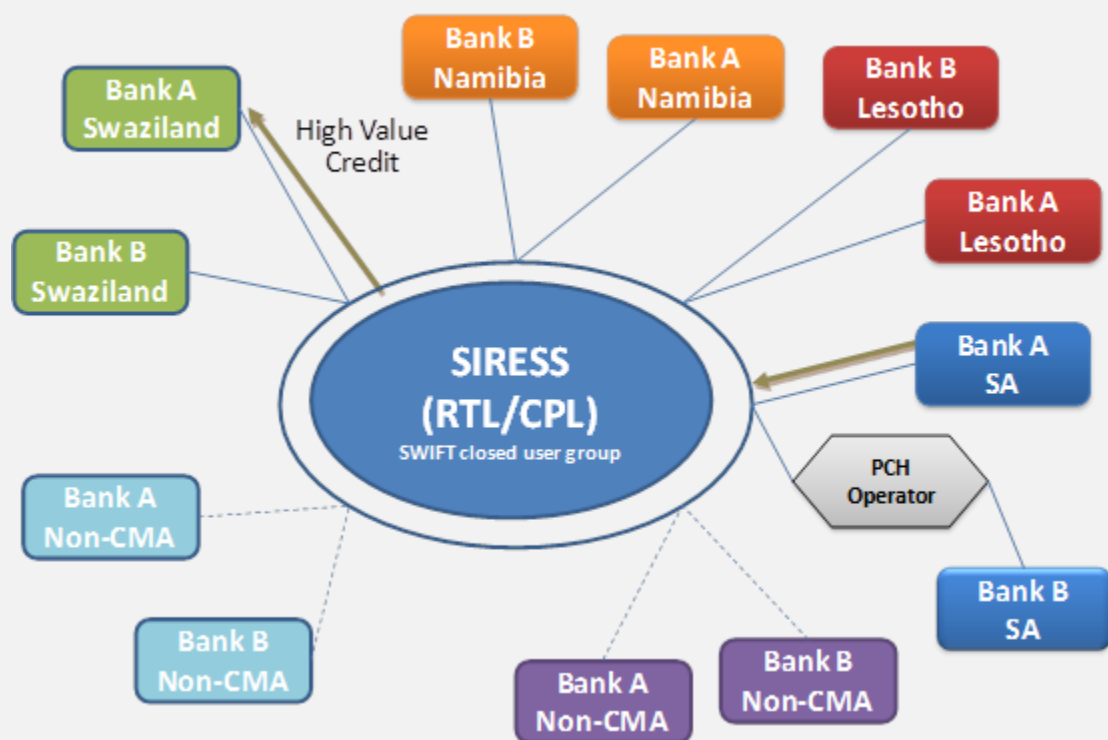 Bank B
Namibia
Bank A
Namibia
Bank B
Lesotho
Bank A
Swaziland
High Value
Credit
Bank A
Lesotho
Bank B
Swaziland
Bank A
SA
SIRESS
(RTL/CPL)
SWIFT closed user group
PCH
Operator
Bank A
Non-CMA
Bank B
SA
Bank B
Non-CMA
Bank A
Non-CMA
Bank B
Non-CMA